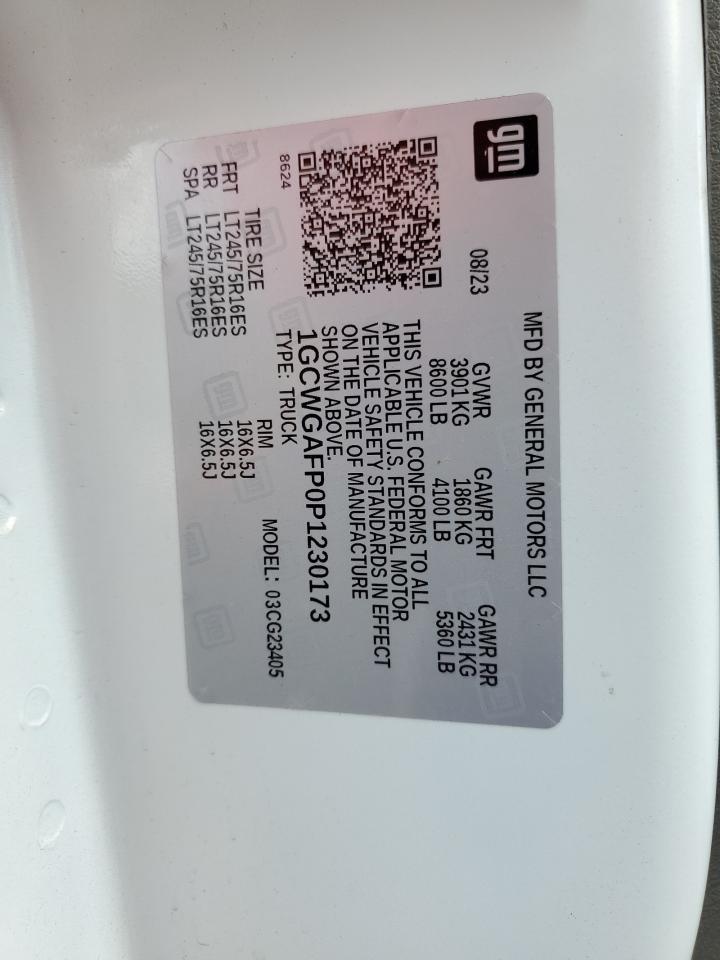 gm
MFD BY GENERAL MOTORS LLC
08/23 GVWR GAWR FRT GAWR RR
3901 KG 1860 KG 2431 KG
8600 LB 4100 LB 5360 LB
THIS VEHICLE CONFORMS TO ALL
APPLICABLE U.S. FEDERAL MOTOR
VEHICLE SAFETY STANDARDS IN EFFECT
ON THE DATE OF MANUFACTURE
SHOWN ABOVE.
1GCWGAFP0P1230173
8624 TYPE: TRUCK MODEL: 03CG23405
TIRE SIZE RIM
FRT LT245/75R16ES 16X6.5J
RR LT245/75R16ES 16X6.5J
SPA LT245/75R16ES 16X6.5J